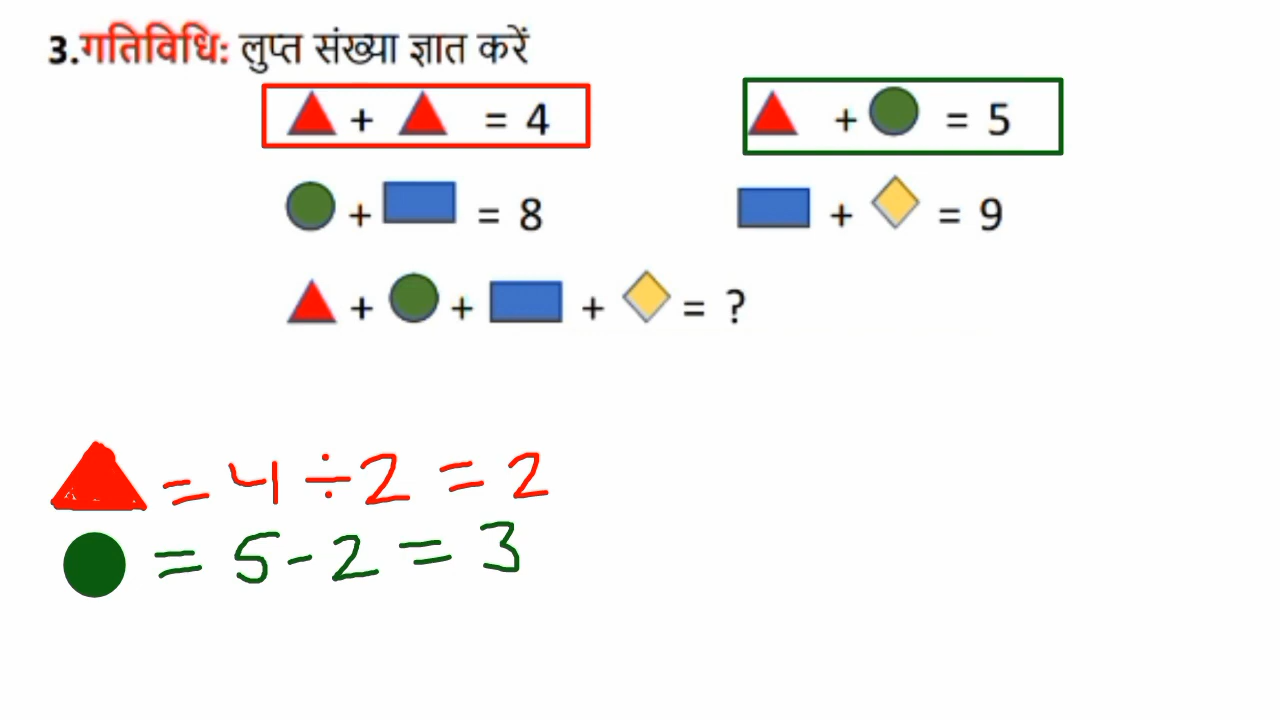 3.गतिविधि: लुप्त संख्या ज्ञात करें
+ = 4 + = 5
+ = 8 + = 9
+ + + = ?
= 4 ÷ 2 = 2
= 5 - 2 = 3